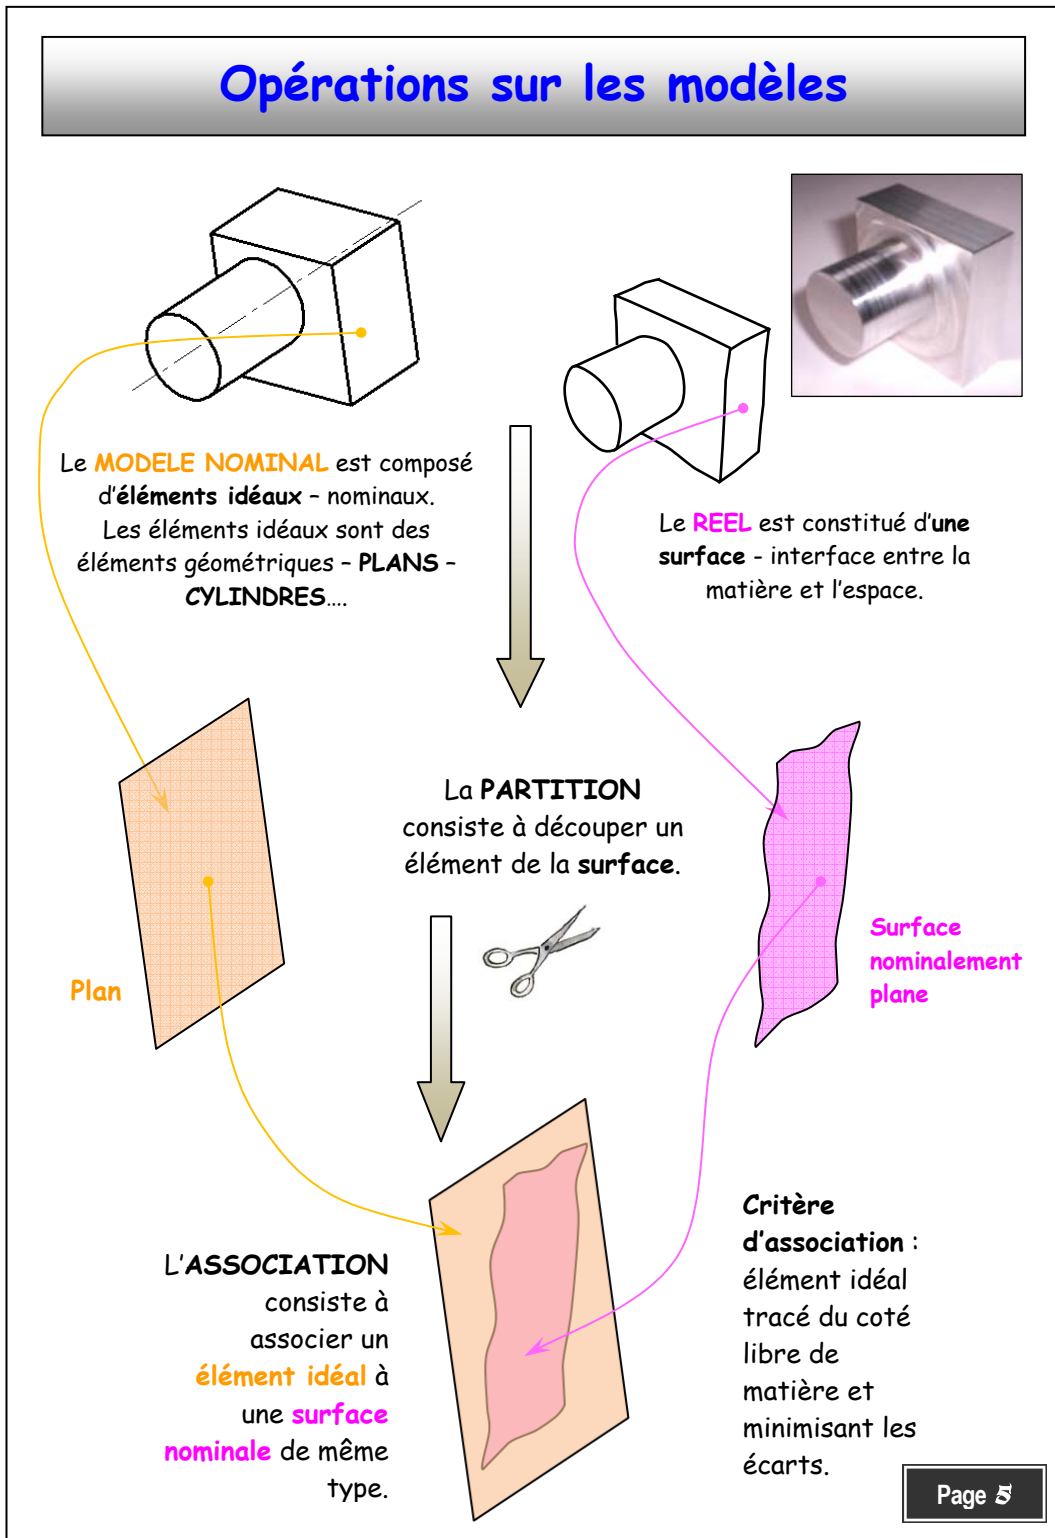 Opérations sur les modèles
Le MODELE NOMINAL est composé
d'éléments idéaux – nominaux.
Les éléments idéaux sont des
éléments géométriques – PLANS –
CYLINDRES….
Le REEL est constitué d'une
surface - interface entre la
matière et l'espace.
La PARTITION
consiste à découper un
élément de la surface.
Surface
nominalement
plane
Plan
L'ASSOCIATION
consiste à
associer un
élément idéal à
une surface
nominale de même
type.
Critère
d'association :
élément idéal
tracé du coté
libre de
matière et
minimisant les
écarts.
Page 5